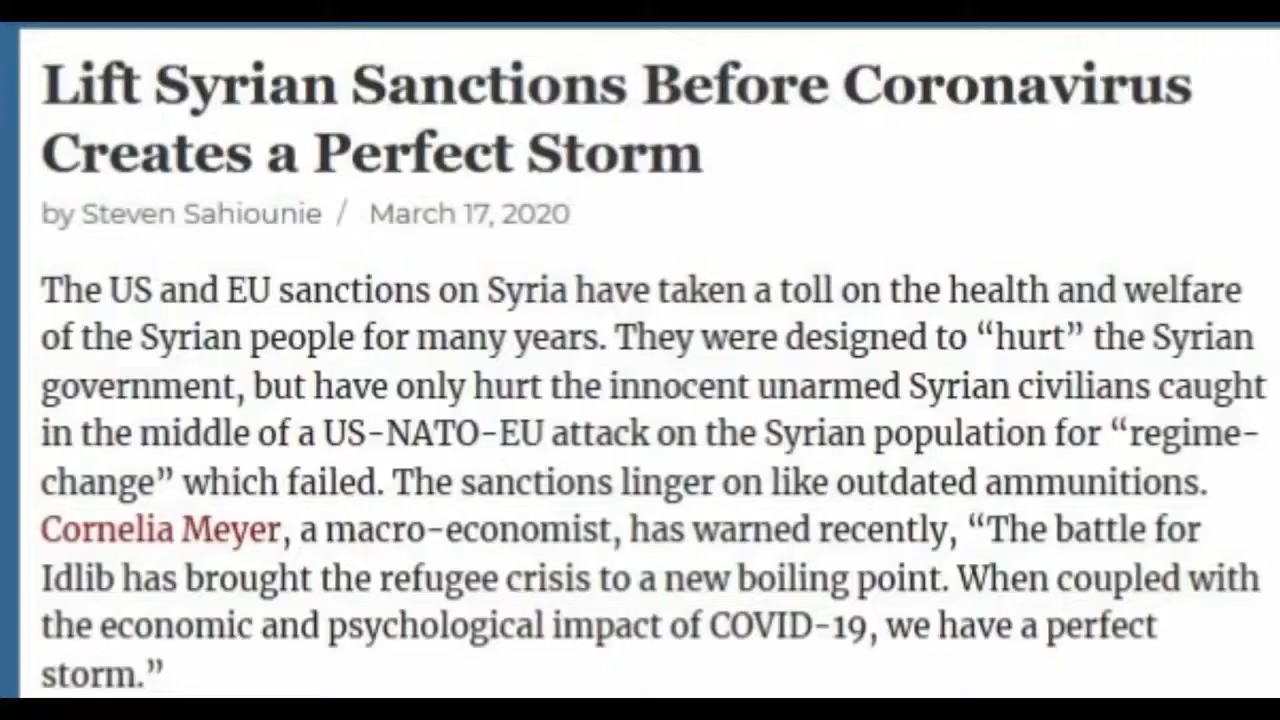 Lift Syrian Sanctions Before Coronavirus
Creates a Perfect Storm
by Steven Sahiounie / March 17, 2020
The US and EU sanctions on Syria have taken a toll on the health and welfare
of the Syrian people for many years. They were designed to “hurt” the Syrian
government, but have only hurt the innocent unarmed Syrian civilians caught
in the middle of a US-NATO-EU attack on the Syrian population for “regime-
change” which failed. The sanctions linger on like outdated ammunitions.
Cornelia Meyer, a macro-economist, has warned recently, “The battle for
Idlib has brought the refugee crisis to a new boiling point. When coupled with
the economic and psychological impact of COVID-19, we have a perfect
storm.”